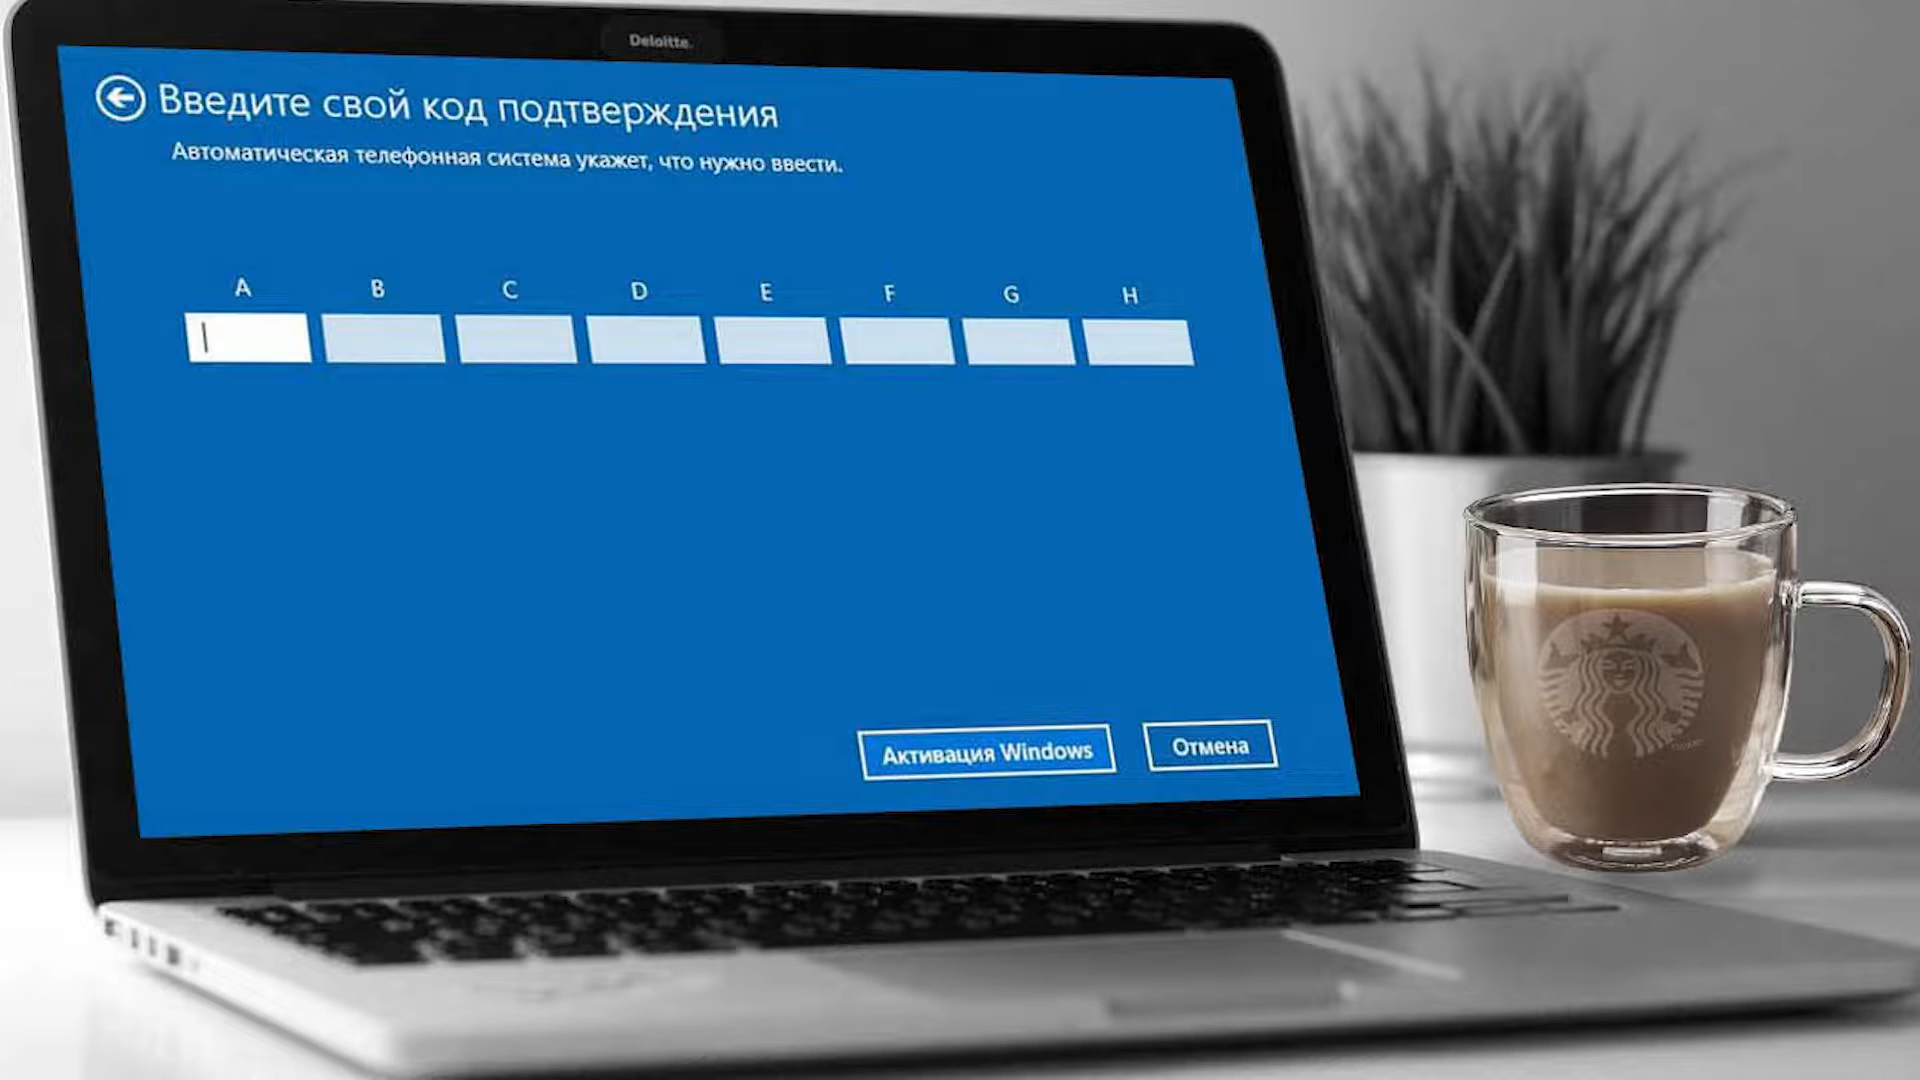 Deloitte.
Введите свой код подтверждения
Автоматическая телефонная система укажет, что нужно ввести.
A B C D E F G H
Активация Windows
Отмена